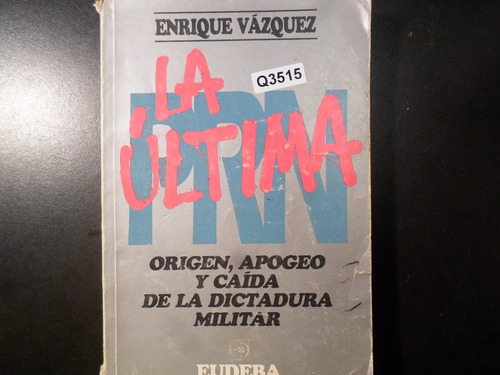 ENRIQUE VÁZQUEZ
Q3515
LA
PRN
ÚLTIMA
ORIGEN, APOGEO
Y CAÍDA
DE LA DICTADURA
MILITAR
EUDEBA